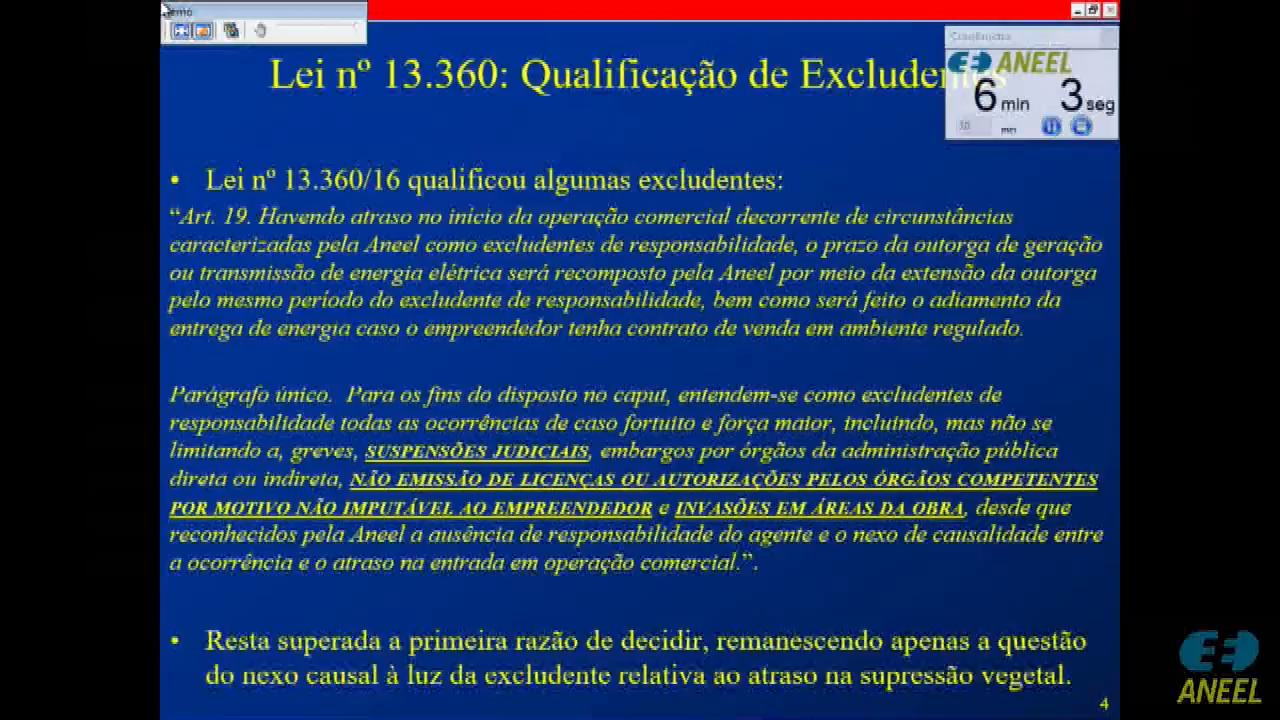 Lei nº 13.360: Qualificação de Excludentes
ANEEL
6 min 3 seg
10 min
• Lei nº 13.360/16 qualificou algumas excludentes:
“Art. 19. Havendo atraso no início da operação comercial decorrente de circunstâncias
caracterizadas pela Aneel como excludentes de responsabilidade, o prazo da outorga de geração
ou transmissão de energia elétrica será recomposto pela Aneel por meio da extensão da outorga
pelo mesmo período do excludente de responsabilidade, bem como será feito o adiamento da
entrega de energia caso o empreendedor tenha contrato de venda em ambiente regulado.
Parágrafo único. Para os fins do disposto no caput, entendem-se como excludentes de
responsabilidade todas as ocorrências de caso fortuito e força maior, incluindo, mas não se
limitando a, greves, SUSPENSÕES JUDICIAIS, embargos por órgãos da administração pública
direta ou indireta, NÃO EMISSÃO DE LICENÇAS OU AUTORIZAÇÕES PELOS ÓRGÃOS COMPETENTES
POR MOTIVO NÃO IMPUTÁVEL AO EMPREENDEDOR e INVASÕES EM ÁREAS DA OBRA, desde que
reconhecidos pela Aneel a ausência de responsabilidade do agente e o nexo de causalidade entre
a ocorrência e o atraso na entrada em operação comercial.”.
• Resta superada a primeira razão de decidir, remanescendo apenas a questão
do nexo causal à luz da excludente relativa ao atraso na supressão vegetal.
4
ANEEL